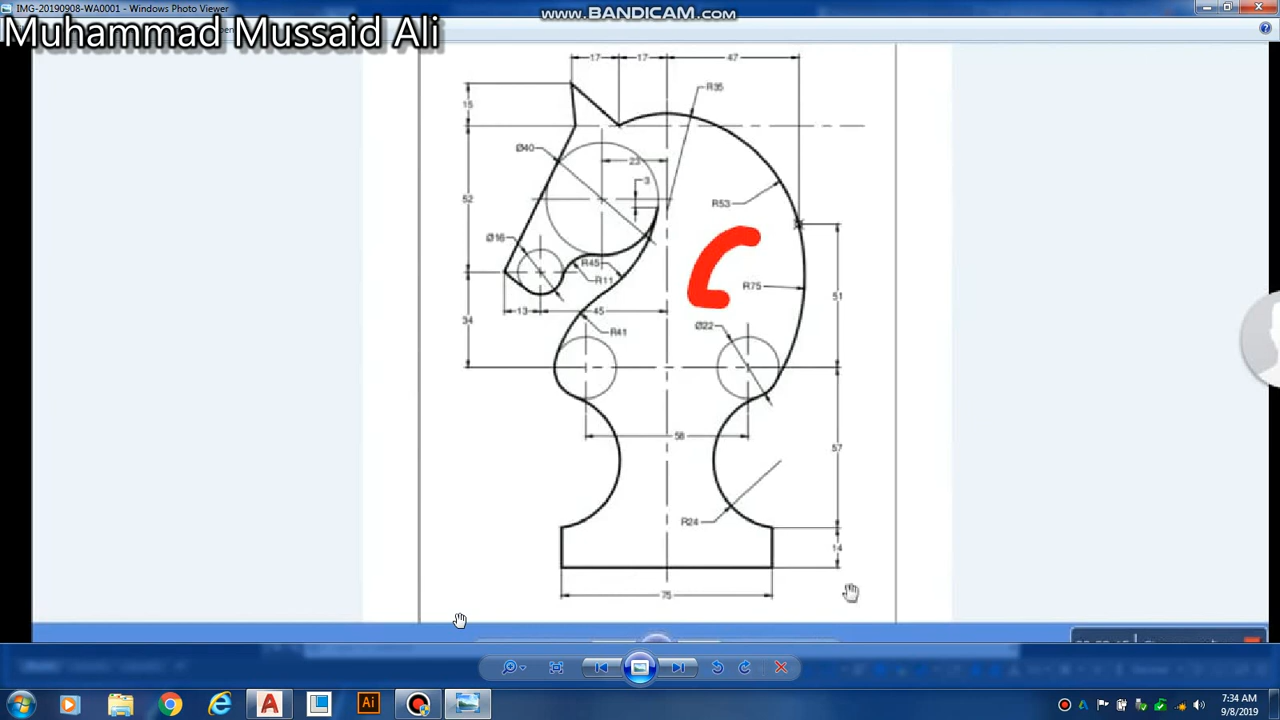 IMG-20190908-WA0001 - Windows Photo Viewer
www.BANDICAM.com
Muhammad Mussaid Ali
17
17
47
R35
15
Ø40
23
3
52
R53
Ø16
R45
R11
R75
51
13
45
34
R41
Ø22
58
57
R24
14
75
Ai
7:34 AM
9/8/2019